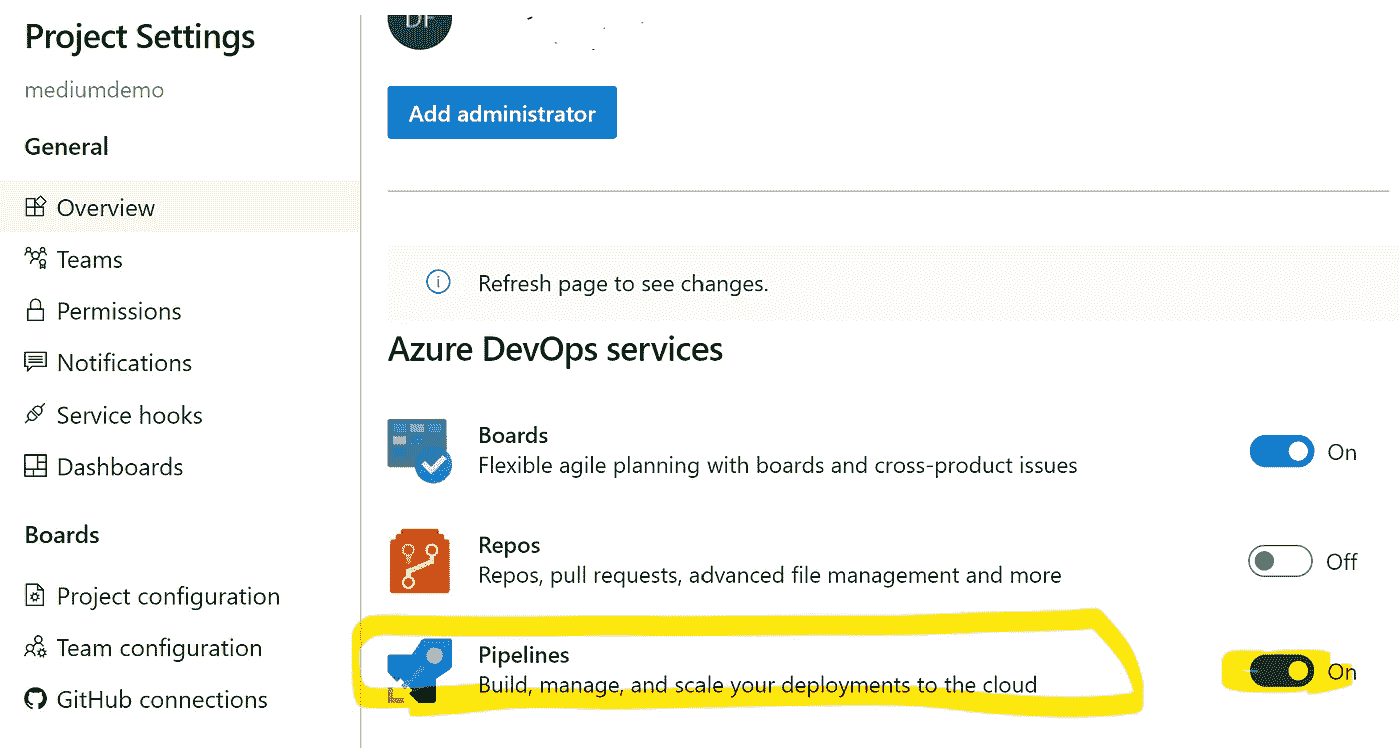 Project Settings
mediumdemo
General
Overview
Teams
Permissions
Notifications
Service hooks
Dashboards
Boards
Project configuration
Team configuration
GitHub connections
DF
Add administrator
Refresh page to see changes.
Azure DevOps services
Boards
Flexible agile planning with boards and cross-product issues
On
Repos
Repos, pull requests, advanced file management and more
Off
Pipelines
Build, manage, and scale your deployments to the cloud
On